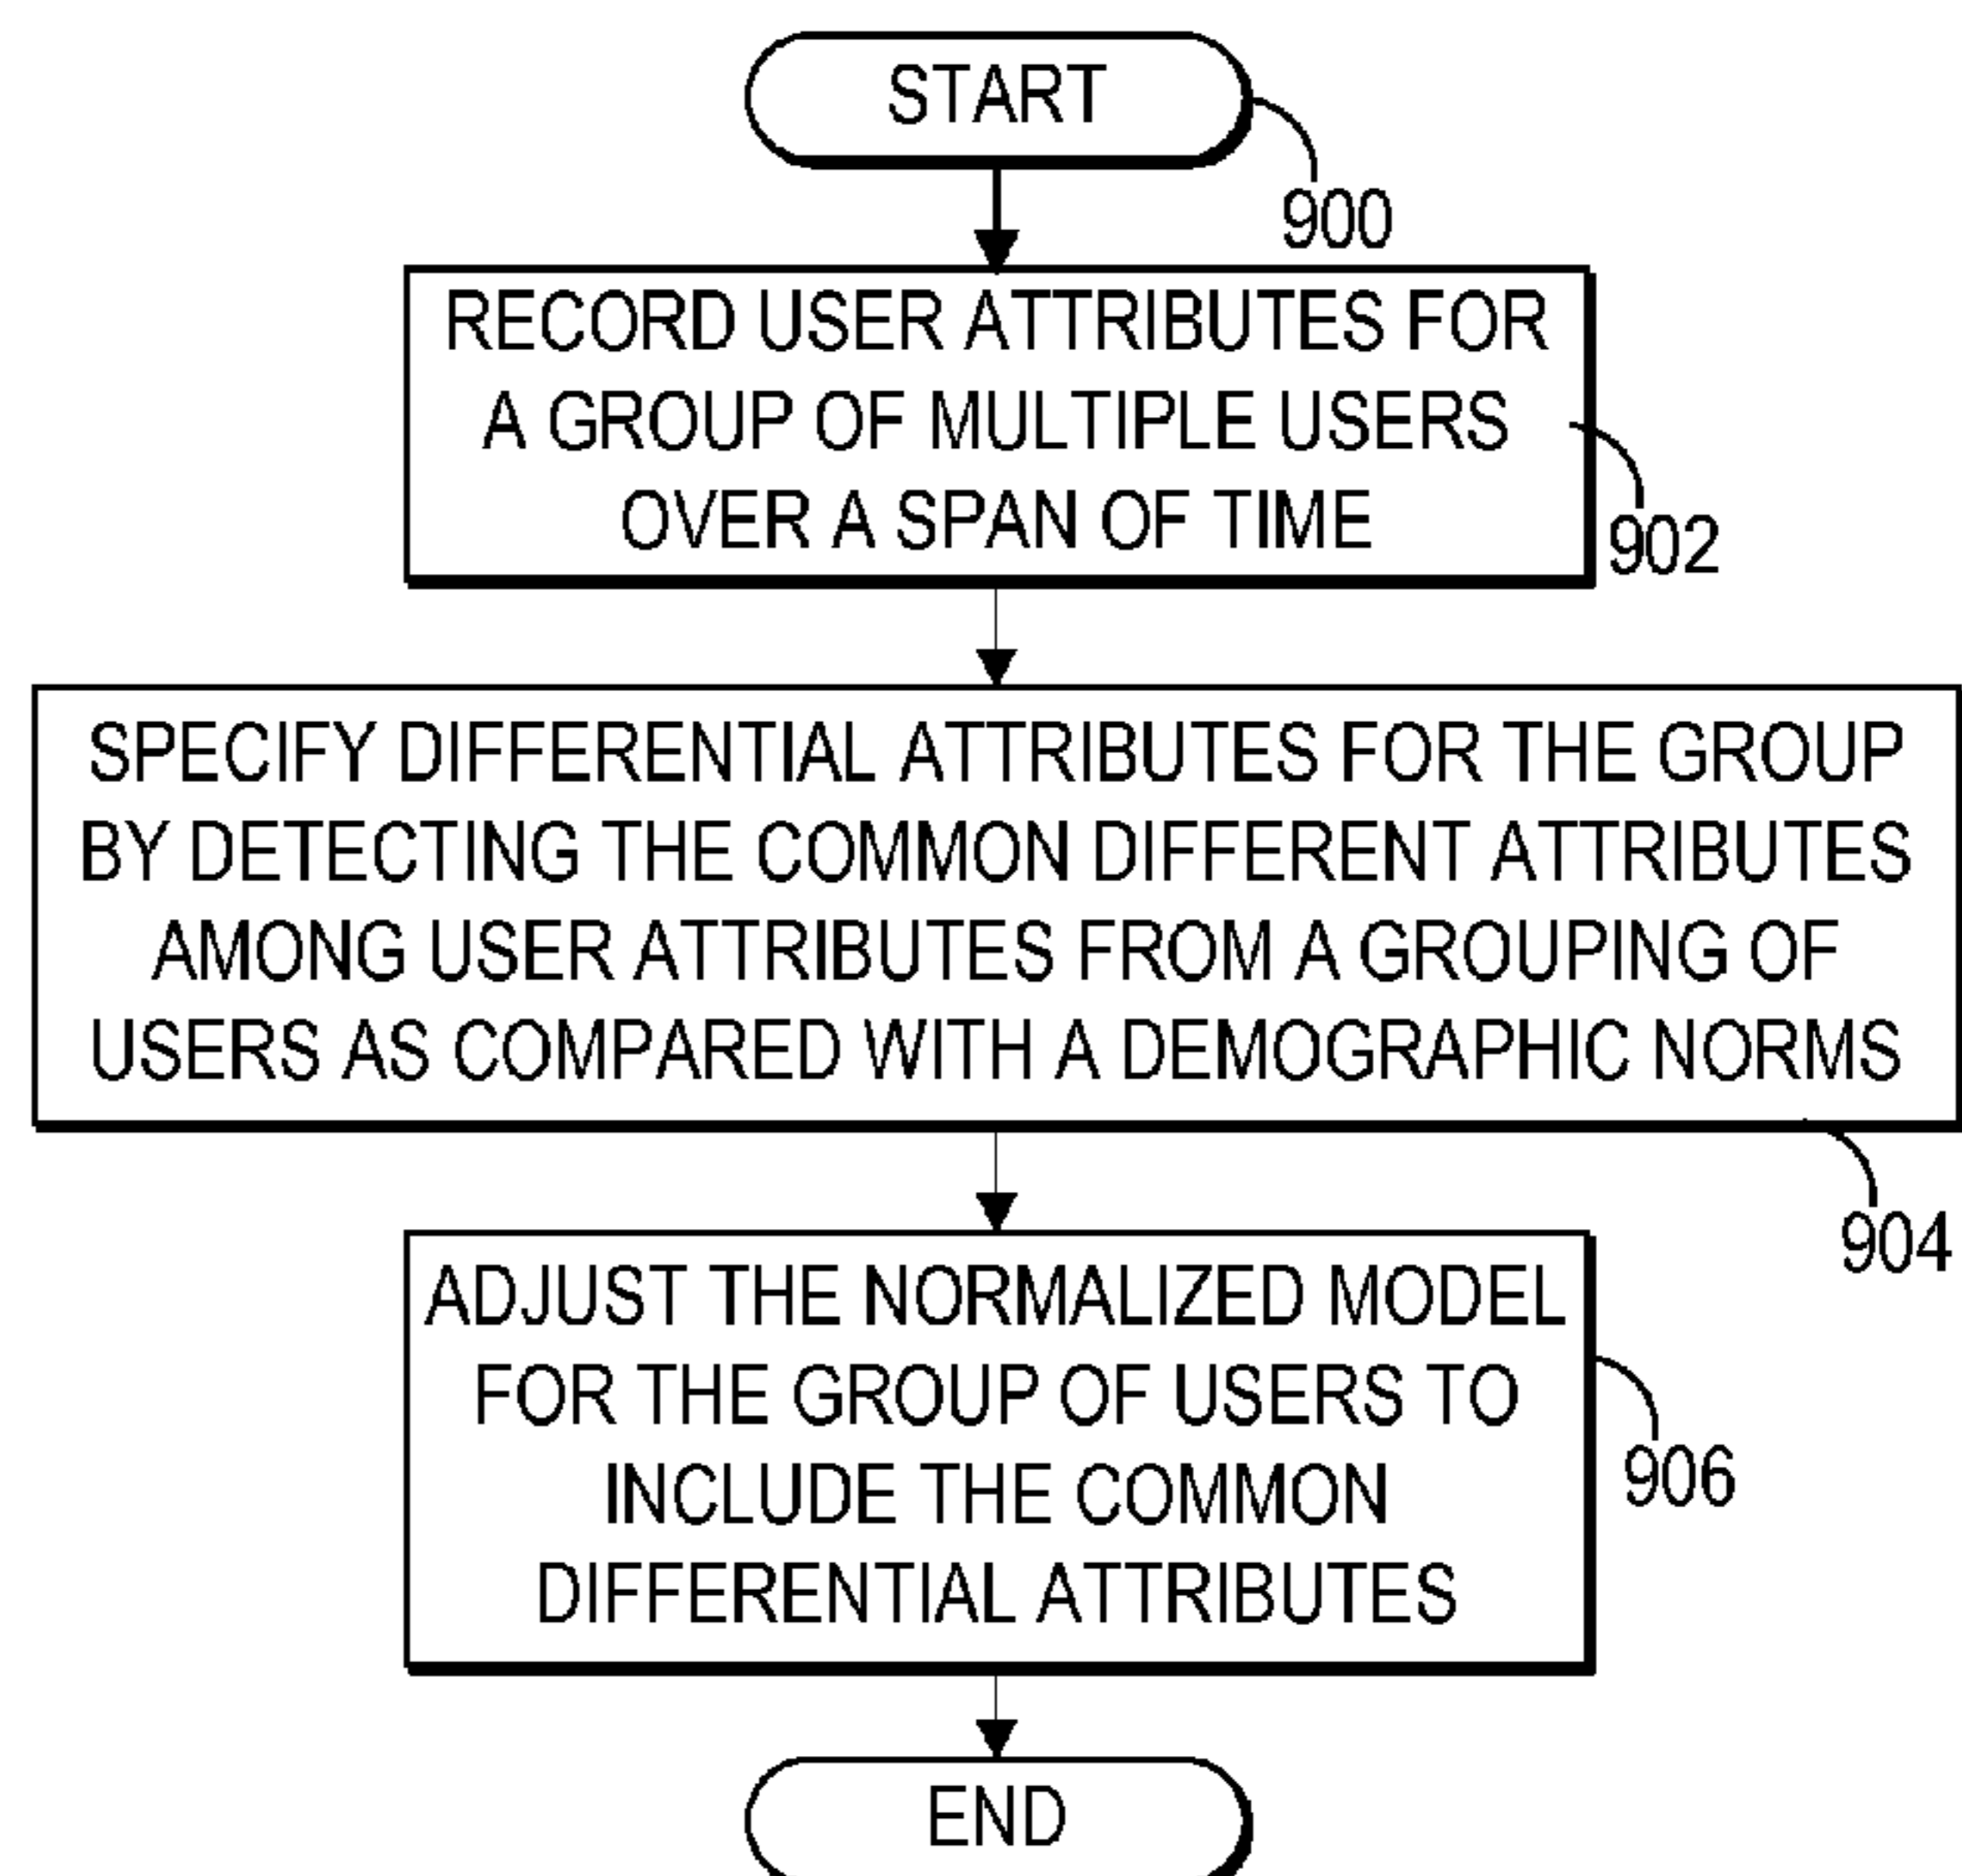 START
900
RECORD USER ATTRIBUTES FOR
A GROUP OF MULTIPLE USERS
OVER A SPAN OF TIME
902
SPECIFY DIFFERENTIAL ATTRIBUTES FOR THE GROUP
BY DETECTING THE COMMON DIFFERENT ATTRIBUTES
AMONG USER ATTRIBUTES FROM A GROUPING OF
USERS AS COMPARED WITH A DEMOGRAPHIC NORMS
904
ADJUST THE NORMALIZED MODEL
FOR THE GROUP OF USERS TO
INCLUDE THE COMMON
DIFFERENTIAL ATTRIBUTES
906
END